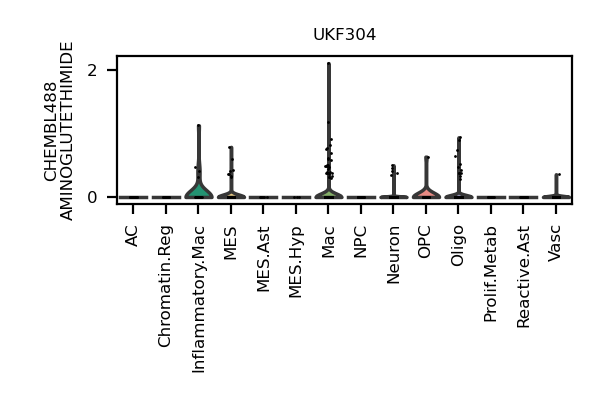 UKF304
CHEMBL488
AMINOGLUTETHIMIDE
2
0
AC
Chromatin.Reg
Inflammatory.Mac
MES
MES.Ast
MES.Hyp
Mac
NPC
Neuron
OPC
Oligo
Prolif.Metab
Reactive.Ast
Vasc